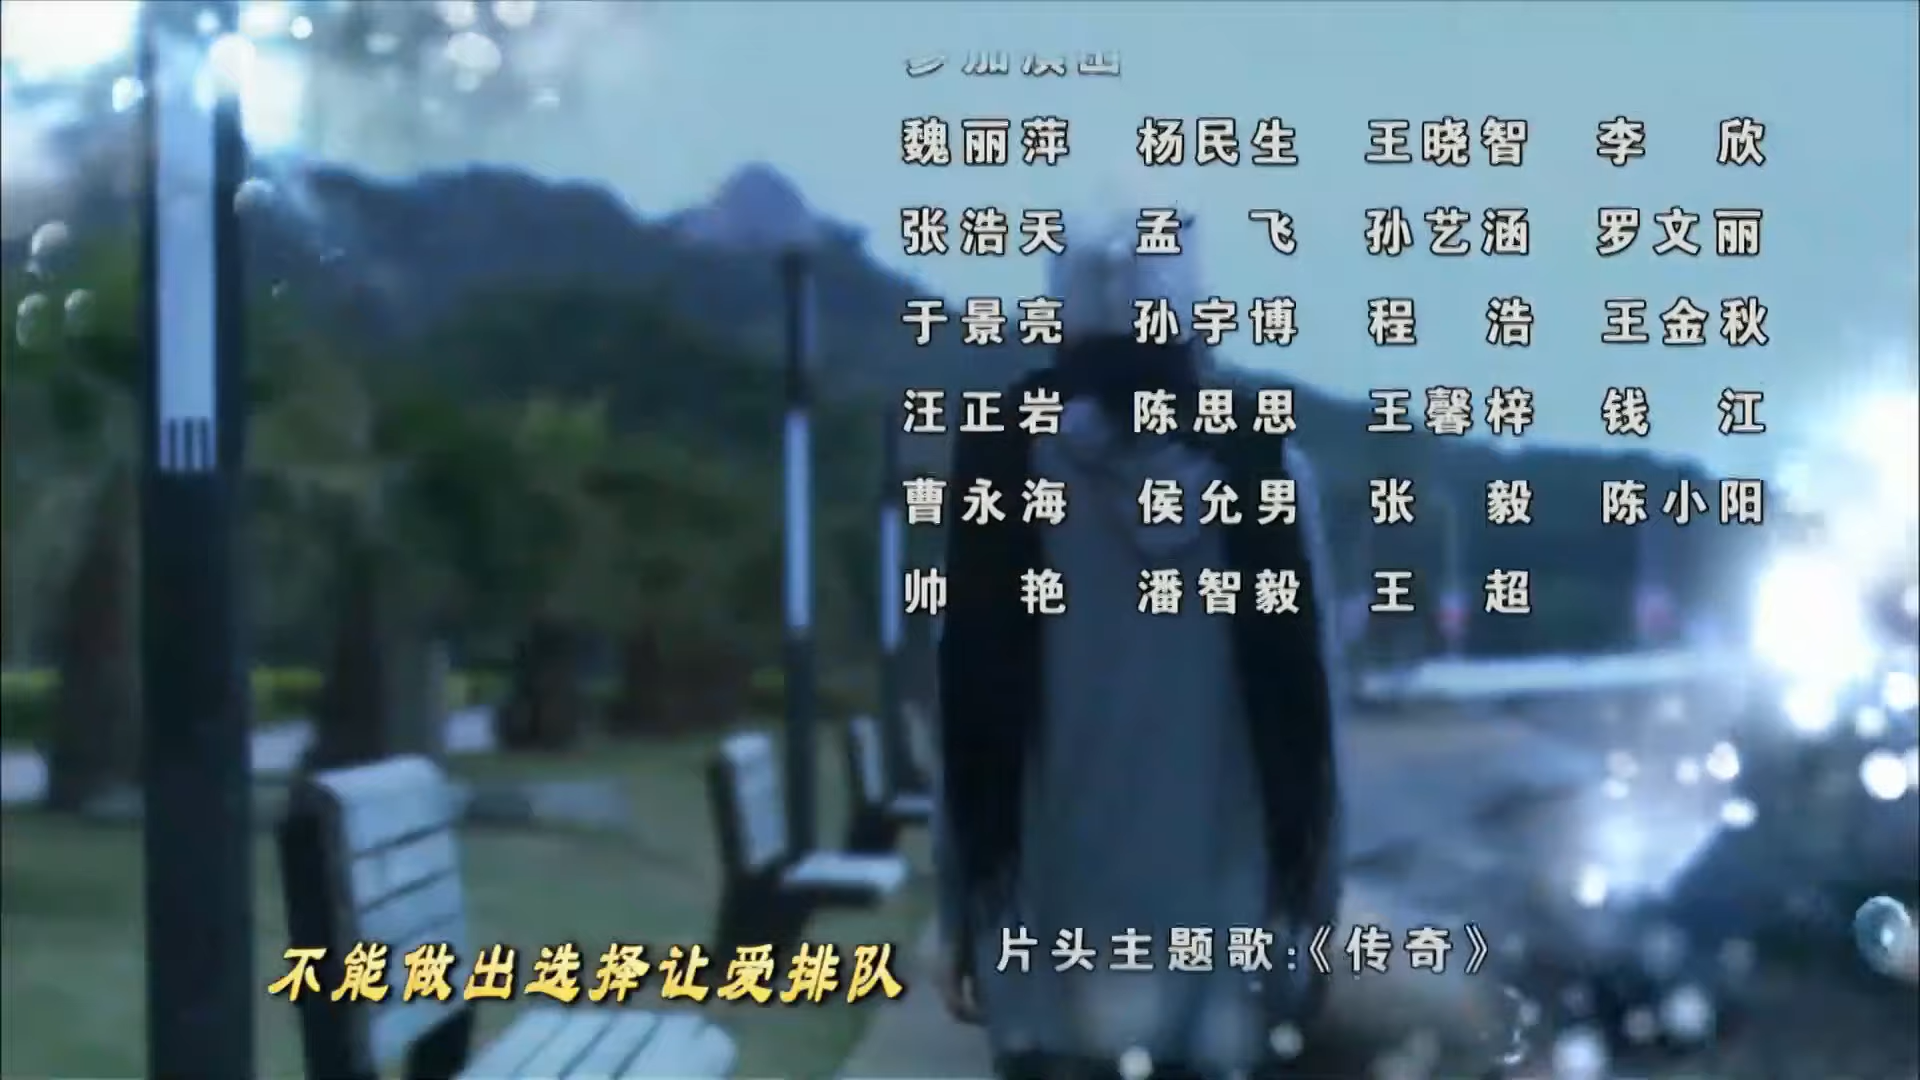 参加演出
魏丽萍 杨民生 王晓智 李欣
张浩天 孟飞 孙艺涵 罗文丽
于景亮 孙宇博 程浩 王金秋
汪正岩 陈思思 王馨梓 钱江
曹永海 侯允男 张毅 陈小阳
帅艳 潘智毅 王超
片头主题歌:《传奇》
不能做出选择让爱排队